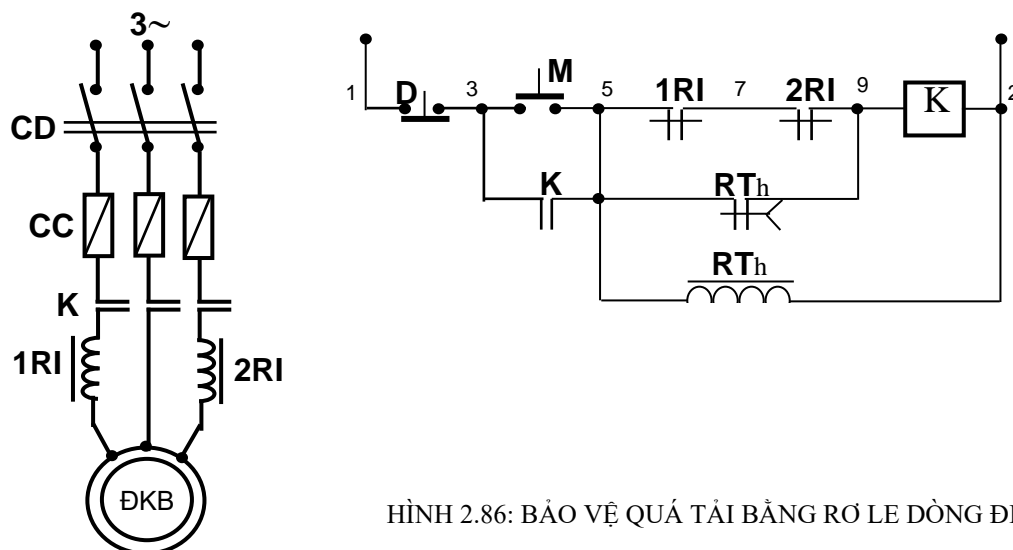 3~
CD
CC
K
1RI
2RI
ĐKB
1
D
3
M
5
1RI
7
2RI
9
K
2
K
RTh
RTh
HÌNH 2.86: BẢO VỆ QUÁ TẢI BẰNG RƠ LE DÒNG